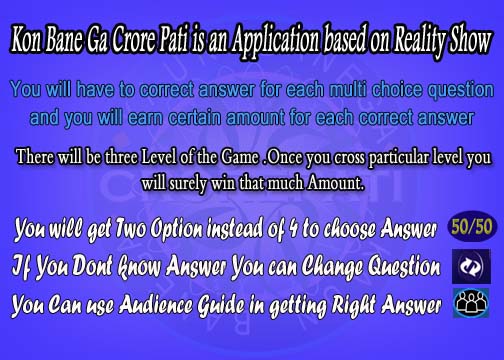 Kon Bane Ga Crore Pati is an Application based on Reality Show
You will have to correct answer for each multi choice question
and you will earn certain amount for each correct answer
There will be three Level of the Game .Once you cross particular level you
will surely win that much Amount.
You will get Two Option instead of 4 to choose Answer 50/50
If You Dont know Answer You can Change Question
You Can use Audience Guide in getting Right Answer